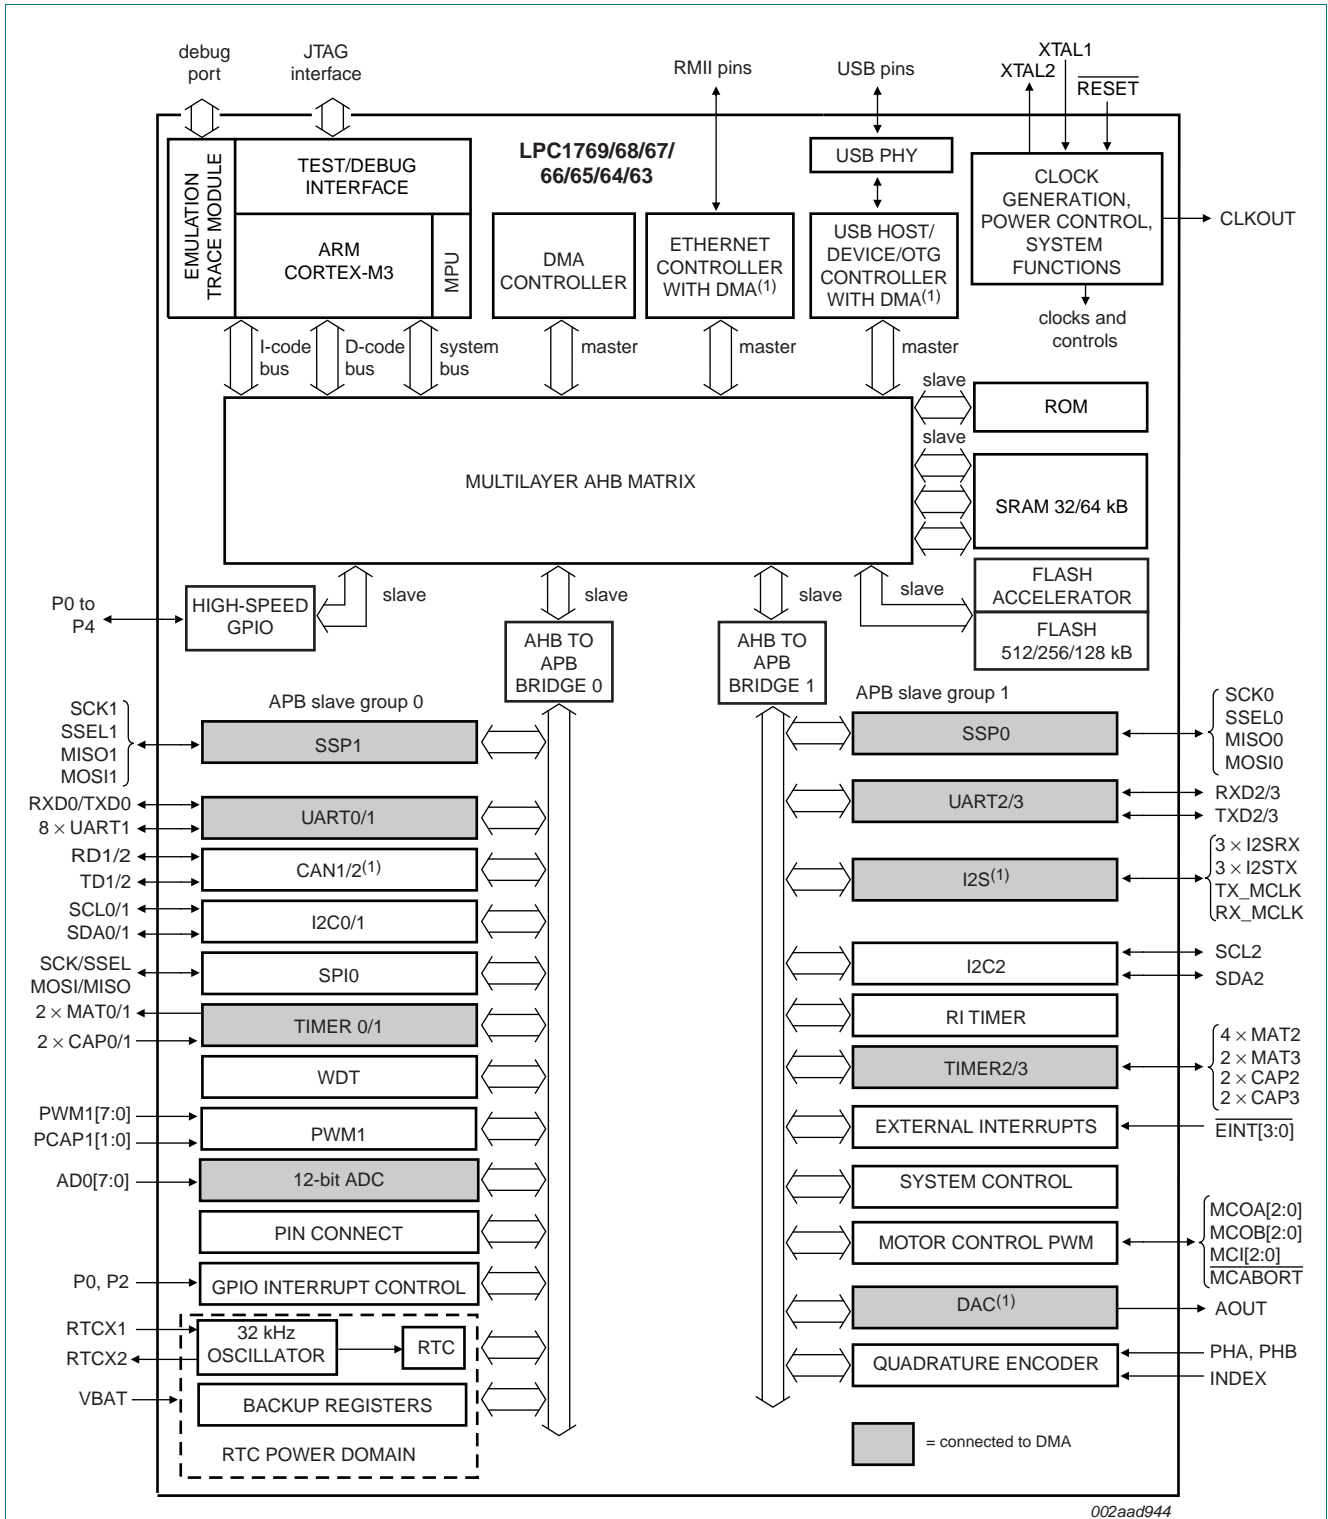 debug
port
JTAG
interface
RMII pins
USB pins
XTAL1
XTAL2
RESET
EMULATION
TRACE MODULE
TEST/DEBUG
INTERFACE
ARM
CORTEX-M3
MPU
LPC1769/68/67/
66/65/64/63
DMA
CONTROLLER
ETHERNET
CONTROLLER
WITH DMA(1)
USB PHY
USB HOST/
DEVICE/OTG
CONTROLLER
WITH DMA(1)
CLOCK
GENERATION,
POWER CONTROL,
SYSTEM
FUNCTIONS
CLKOUT
clocks and
controls
I-code
bus
D-code
bus
system
bus
master
master
master
MULTILAYER AHB MATRIX
slave
ROM
slave
SRAM 32/64 kB
slave
slave
slave
slave
FLASH
ACCELERATOR
FLASH
512/256/128 kB
P0 to
P4
HIGH-SPEED
GPIO
AHB TO
APB
BRIDGE 0
AHB TO
APB
BRIDGE 1
APB slave group 0
SCK1
SSEL1
MISO1
MOSI1
SSP1
RXD0/TXD0
8 × UART1
UART0/1
RD1/2
TD1/2
CAN1/2(1)
SCL0/1
SDA0/1
I2C0/1
SCK/SSEL
MOSI/MISO
SPI0
2 × MAT0/1
2 × CAP0/1
TIMER 0/1
WDT
PWM1[7:0]
PCAP1[1:0]
PWM1
AD0[7:0]
12-bit ADC
PIN CONNECT
P0, P2
GPIO INTERRUPT CONTROL
RTCX1
RTCX2
32 kHz
OSCILLATOR
RTC
VBAT
BACKUP REGISTERS
RTC POWER DOMAIN
APB slave group 1
SSP0
SCK0
SSEL0
MISO0
MOSI0
UART2/3
RXD2/3
TXD2/3
I2S(1)
3 × I2SRX
3 × I2STX
TX_MCLK
RX_MCLK
I2C2
SCL2
SDA2
RI TIMER
TIMER2/3
4 × MAT2
2 × MAT3
2 × CAP2
2 × CAP3
EXTERNAL INTERRUPTS
EINT[3:0]
SYSTEM CONTROL
MOTOR CONTROL PWM
MCOA[2:0]
MCOB[2:0]
MCI[2:0]
MCABORT
DAC(1)
AOUT
QUADRATURE ENCODER
PHA, PHB
INDEX
= connected to DMA
002aad944